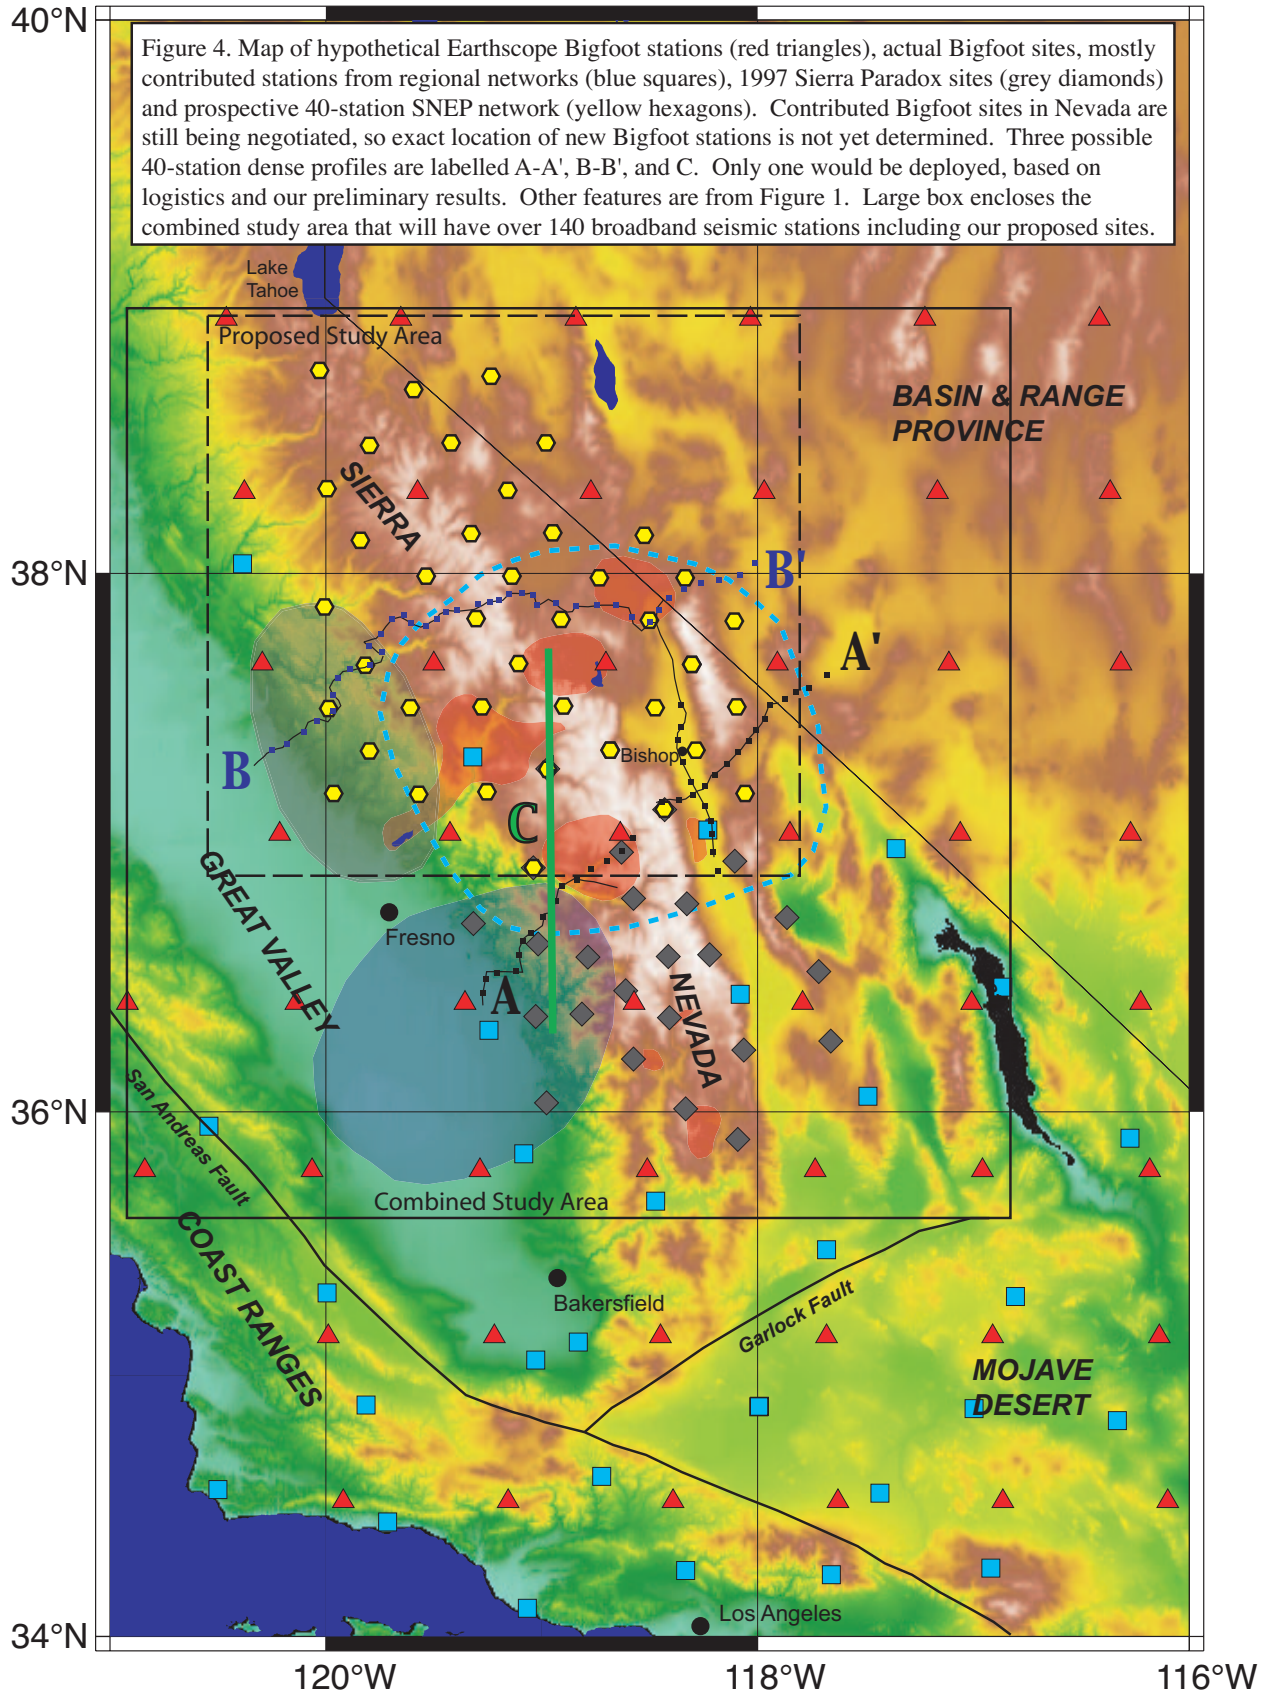 40°N
Figure 4. Map of hypothetical Earthscope Bigfoot stations (red triangles), actual Bigfoot sites, mostly
contributed stations from regional networks (blue squares), 1997 Sierra Paradox sites (grey diamonds)
and prospective 40-station SNEP network (yellow hexagons). Contributed Bigfoot sites in Nevada are
still being negotiated, so exact location of new Bigfoot stations is not yet determined. Three possible
40-station dense profiles are labelled A-A', B-B', and C. Only one would be deployed, based on
logistics and our preliminary results. Other features are from Figure 1. Large box encloses the
combined study area that will have over 140 broadband seismic stations including our proposed sites.
Lake
Tahoe
Proposed Study Area
BASIN & RANGE
PROVINCE
SIERRA
38°N
B'
A'
B
Bishop
C
GREAT VALLEY
Fresno
A
NEVADA
36°N
San Andreas Fault
Combined Study Area
COAST RANGES
Bakersfield
Garlock Fault
MOJAVE
DESERT
Los Angeles
34°N
120°W
118°W
116°W